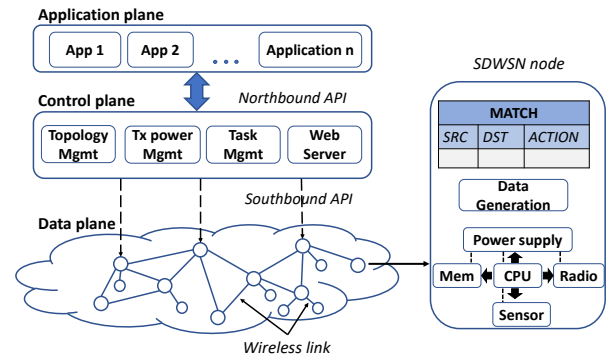 Application plane
App 1
App 2
...
Application n
Northbound API
Control plane
Topology
Mgmt
Tx power
Mgmt
Task
Mgmt
Web
Server
Southbound API
Data plane
Wireless link
SDWSN node
MATCH
SRC
DST
ACTION
Data
Generation
Power supply
Mem
CPU
Radio
Sensor